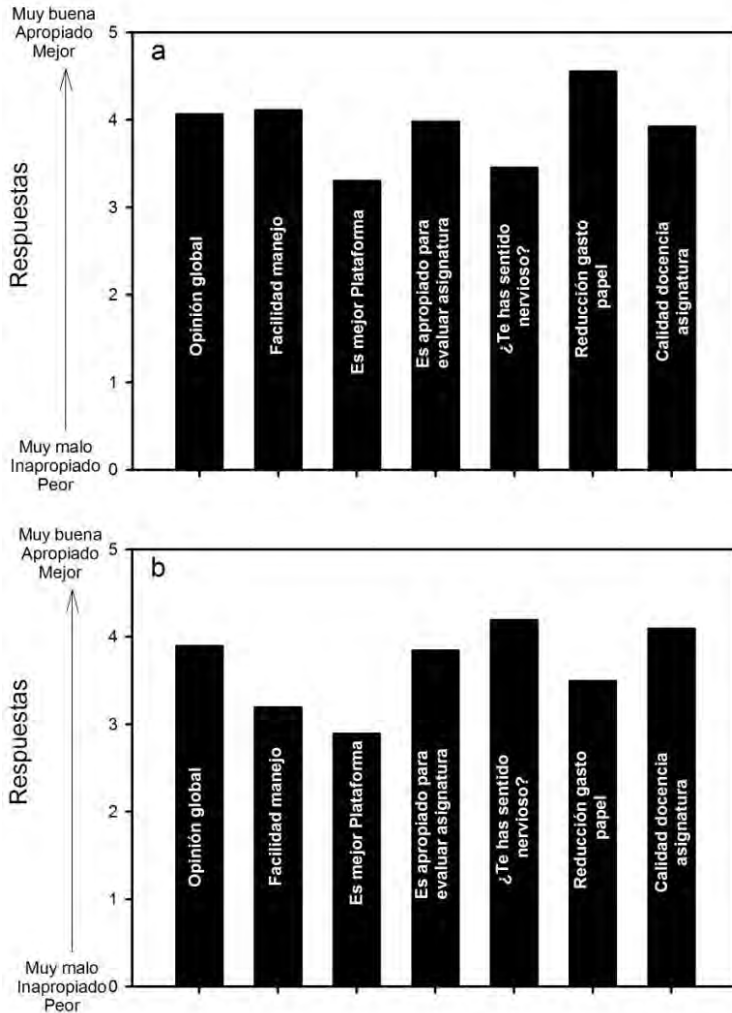 Muy buena
Apropiado
Mejor
a
5
4
3
2
1
0
Respuestas
Muy malo
Inapropiado
Peor
Opinión global
Facilidad manejo
Es mejor Plataforma
Es apropiado para
evaluar asignatura
¿Te has sentido
nervioso?
Reducción gasto
papel
Calidad docencia
asignatura
Muy buena
Apropiado
Mejor
b
5
4
3
2
1
0
Respuestas
Muy malo
Inapropiado
Peor
Opinión global
Facilidad manejo
Es mejor Plataforma
Es apropiado para
evaluar asignatura
¿Te has sentido
nervioso?
Reducción gasto
papel
Calidad docencia
asignatura